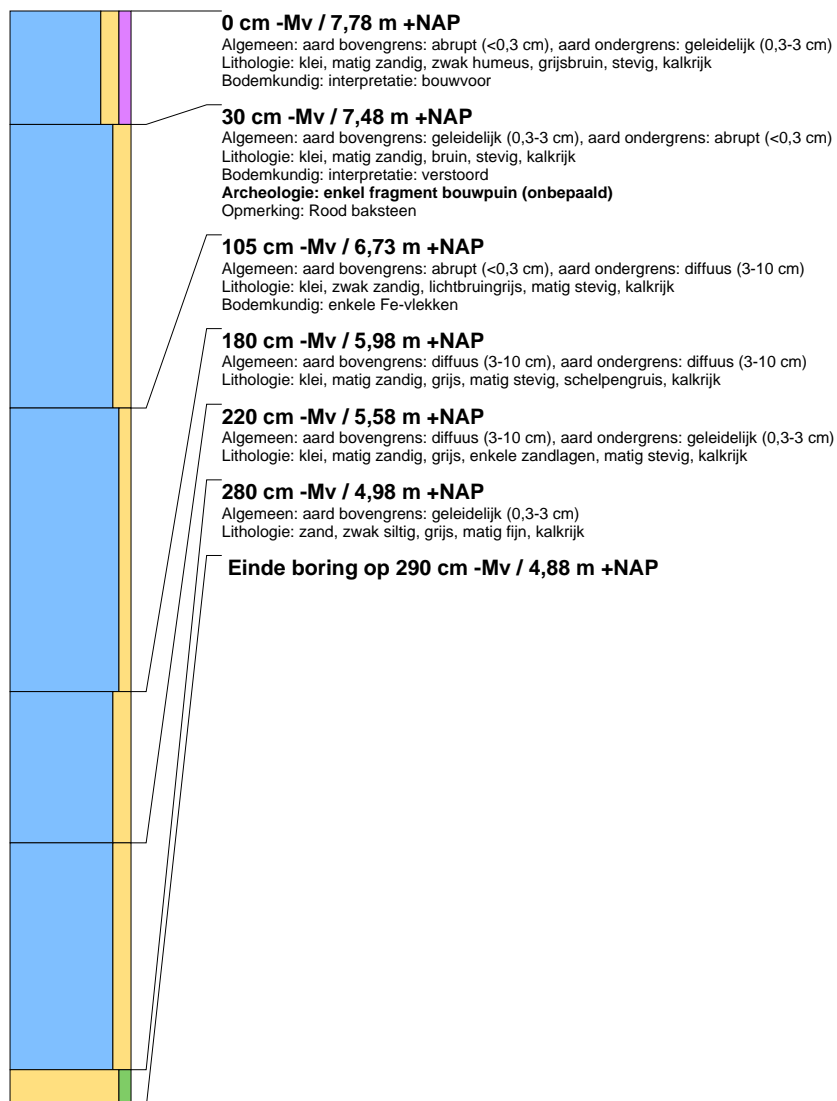 0 cm -Mv / 7,78 m +NAP
Algemeen: aard bovengrens: abrupt (<0,3 cm), aard ondergrens: geleidelijk (0,3-3 cm)
Lithologie: klei, matig zandig, zwak humeus, grijsbruin, stevig, kalkrijk
Bodemkundig: interpretatie: bouwvoor
30 cm -Mv / 7,48 m +NAP
Algemeen: aard bovengrens: geleidelijk (0,3-3 cm), aard ondergrens: abrupt (<0,3 cm)
Lithologie: klei, matig zandig, bruin, stevig, kalkrijk
Bodemkundig: interpretatie: verstoord
Archeologie: enkel fragment bouwpuin (onbepaald)
Opmerking: Rood baksteen
105 cm -Mv / 6,73 m +NAP
Algemeen: aard bovengrens: abrupt (<0,3 cm), aard ondergrens: diffuus (3-10 cm)
Lithologie: klei, zwak zandig, lichtbruingrijs, matig stevig, kalkrijk
Bodemkundig: enkele Fe-vlekken
180 cm -Mv / 5,98 m +NAP
Algemeen: aard bovengrens: diffuus (3-10 cm), aard ondergrens: diffuus (3-10 cm)
Lithologie: klei, matig zandig, grijs, matig stevig, schelpengruis, kalkrijk
220 cm -Mv / 5,58 m +NAP
Algemeen: aard bovengrens: diffuus (3-10 cm), aard ondergrens: geleidelijk (0,3-3 cm)
Lithologie: klei, matig zandig, grijs, enkele zandlagen, matig stevig, kalkrijk
280 cm -Mv / 4,98 m +NAP
Algemeen: aard bovengrens: geleidelijk (0,3-3 cm)
Lithologie: zand, zwak siltig, grijs, matig fijn, kalkrijk
Einde boring op 290 cm -Mv / 4,88 m +NAP